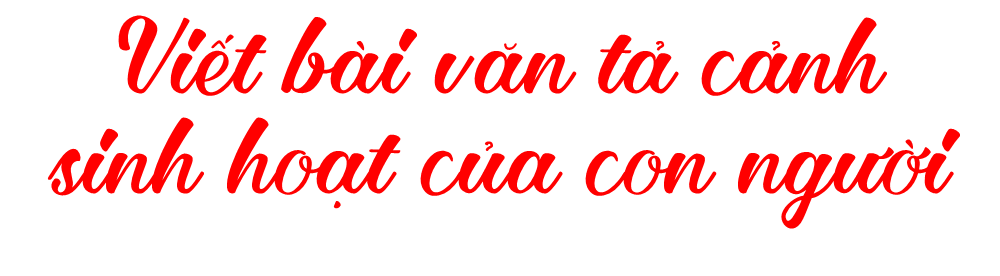 Viết bài văn tả cảnh
sinh hoạt của con người